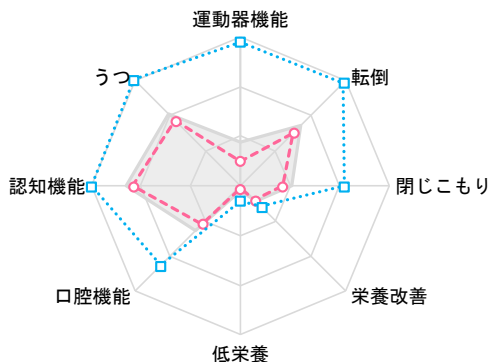 運動器機能
うつ
転倒
認知機能
閉じこもり
口腔機能
栄養改善
低栄養